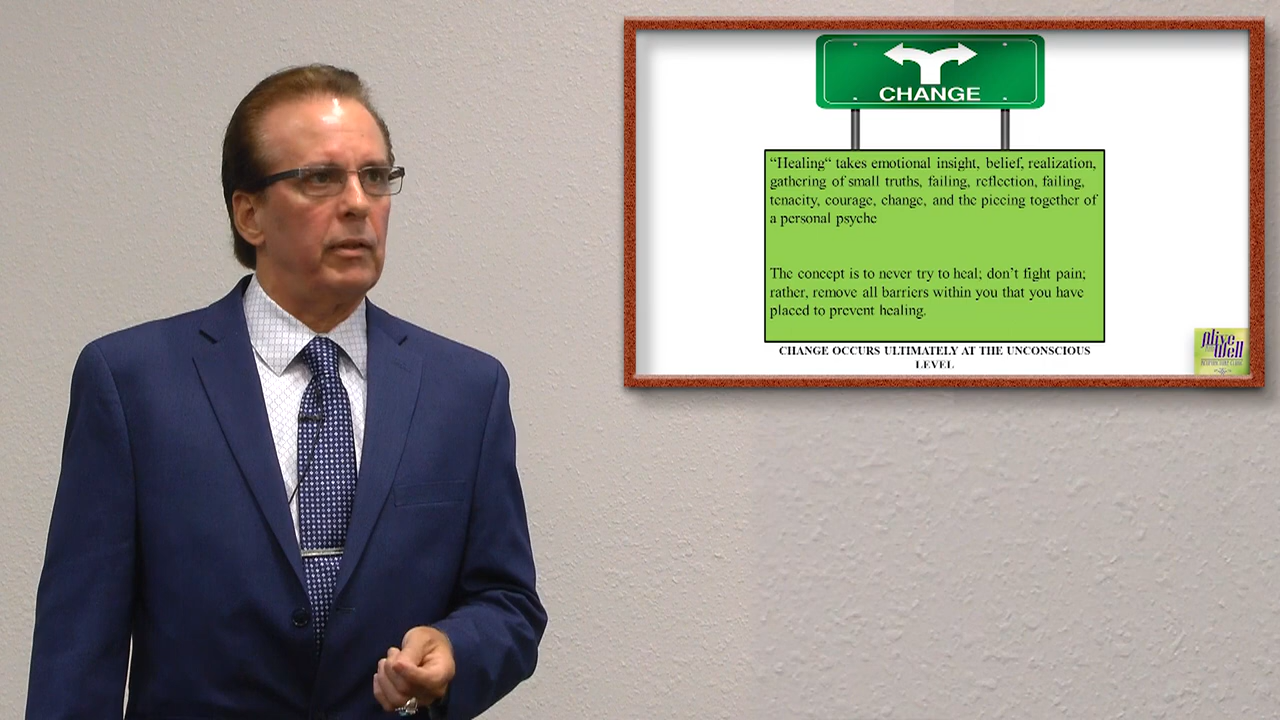 CHANGE
“Healing“ takes emotional insight, belief, realization,
gathering of small truths, failing, reflection, failing,
tenacity, courage, change, and the piecing together of
a personal psyche
The concept is to never try to heal; don’t fight pain;
rather, remove all barriers within you that you have
placed to prevent healing.
CHANGE OCCURS ULTIMATELY AT THE UNCONSCIOUS
LEVEL
Alive
Well